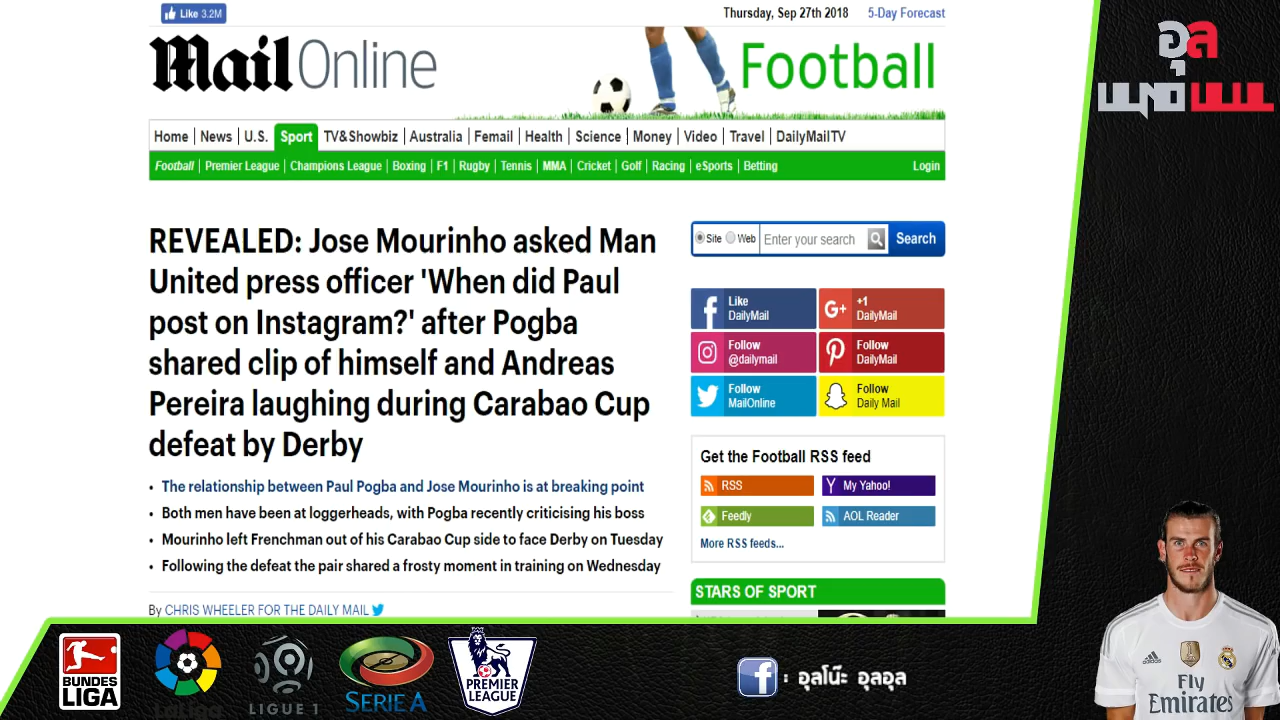 Like 3.2M
Thursday, Sep 27th 2018 5-Day Forecast
Mail Online
Football
Home News U.S. Sport TV&Showbiz Australia Femail Health Science Money Video Travel DailyMailTV
Football Premier League Champions League Boxing F1 Rugby Tennis MMA Cricket Golf Racing eSports Betting Login
REVEALED: Jose Mourinho asked Man
United press officer 'When did Paul
post on Instagram?' after Pogba
shared clip of himself and Andreas
Pereira laughing during Carabao Cup
defeat by Derby
• The relationship between Paul Pogba and Jose Mourinho is at breaking point
• Both men have been at loggerheads, with Pogba recently criticising his boss
• Mourinho left Frenchman out of his Carabao Cup side to face Derby on Tuesday
• Following the defeat the pair shared a frosty moment in training on Wednesday
By CHRIS WHEELER FOR THE DAILY MAIL
Site Web Enter your search Search
Like
DailyMail
+1
DailyMail
Follow
@dailymail
Follow
DailyMail
Follow
MailOnline
Follow
Daily Mail
Get the Football RSS feed
RSS My Yahoo!
Feedly AOL Reader
More RSS feeds...
STARS OF SPORT
อุล
BUNDES
LIGA
LaLiga
LIGUE 1
SERIE A
PREMIER
LEAGUE
: อุลโน๊ะ อุลอุล
Fly
Emirates